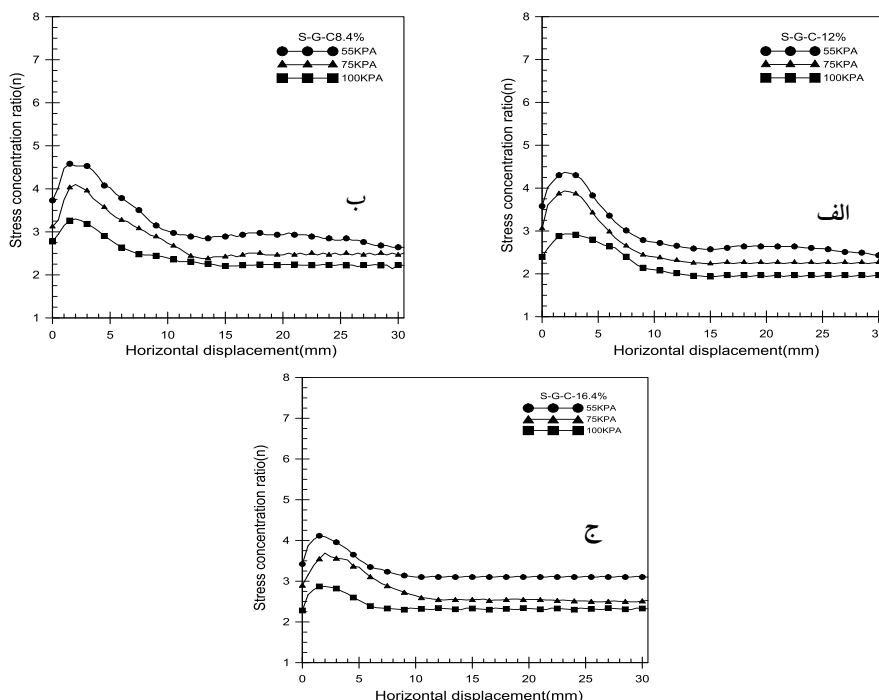 S-G-C8.4%
55KPA
75KPA
100KPA
Stress concentration ratio(n)
8
7
6
5
4
3
2
1
0 5 10 15 20 25 30
Horizontal displacement(mm)
ب
S-G-C-12%
55KPA
75KPA
100KPA
Stress concentration ratio(n)
8
7
6
5
4
3
2
1
0 5 10 15 20 25 30
Horizontal displacement(mm)
الف
S-G-C-16.4%
55KPA
75KPA
100KPA
Stress concentration ratio(n)
8
7
6
5
4
3
2
1
0 5 10 15 20 25 30
Horizontal displacement(mm)
ج